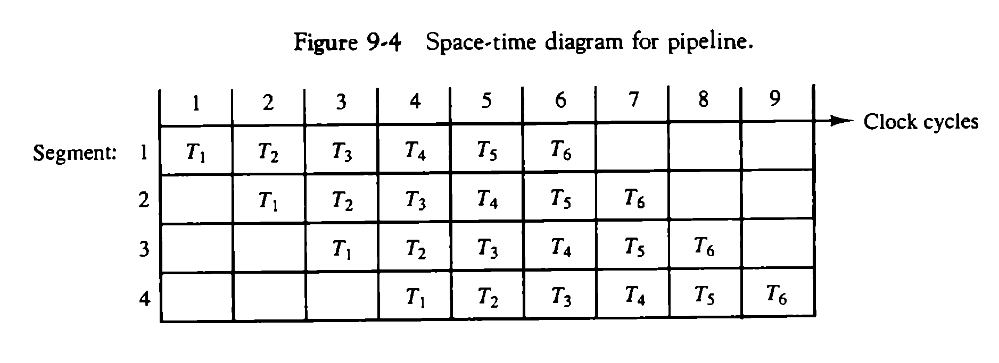 Figure 9-4 Space-time diagram for pipeline.
1 2 3 4 5 6 7 8 9
Clock cycles
Segment: 1 T₁ T₂ T₃ T₄ T₅ T₆
2 T₁ T₂ T₃ T₄ T₅ T₆
3 T₁ T₂ T₃ T₄ T₅ T₆
4 T₁ T₂ T₃ T₄ T₅ T₆